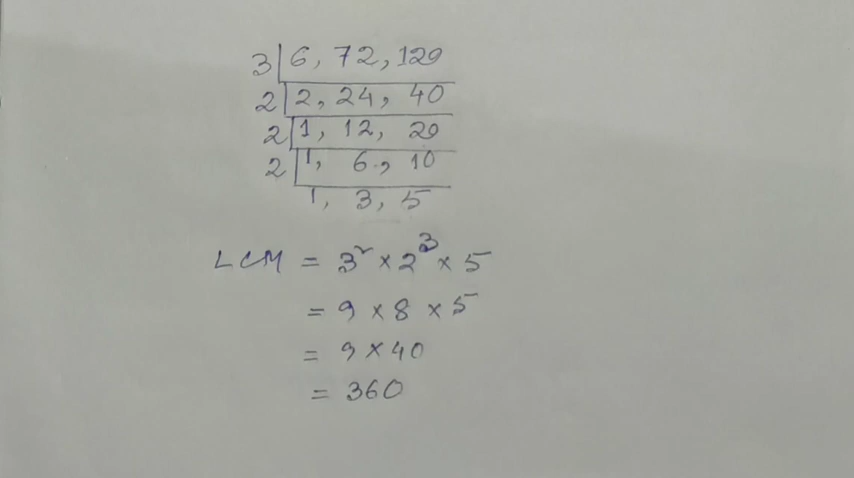 3 | 6, 72, 120
2 | 2, 24, 40
2 | 1, 12, 20
2 | 1, 6, 10
1, 3, 5
LCM = 3² × 2³ × 5
= 9 × 8 × 5
= 9 × 40
= 360